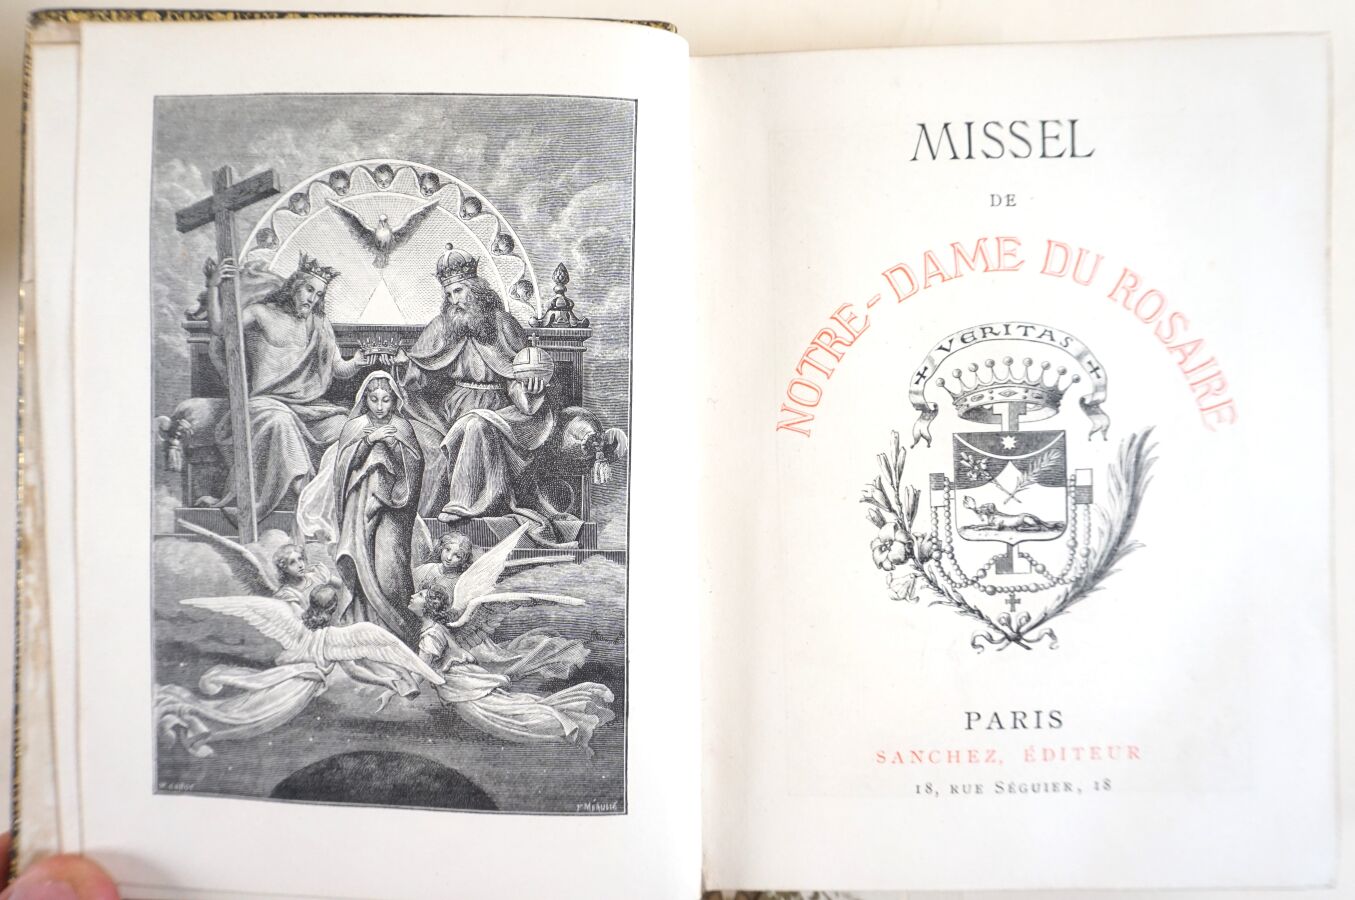 MISSEL
DE
NOTRE-DAME DU ROSAIRE
VERITAS
PARIS
SANCHEZ, ÉDITEUR
18, RUE SÉGUIER, 18